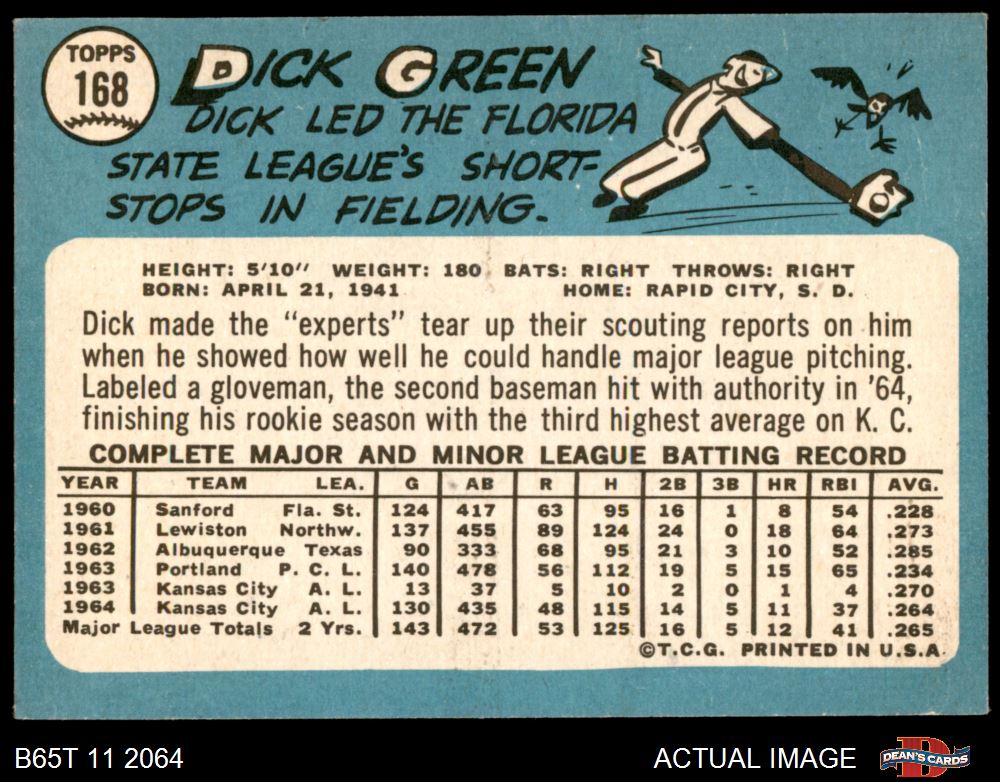 TOPPS
168
DICK GREEN
DICK LED THE FLORIDA
STATE LEAGUE'S SHORT-
STOPS IN FIELDING.
HEIGHT: 5'10" WEIGHT: 180 BATS: RIGHT THROWS: RIGHT
BORN: APRIL 21, 1941 HOME: RAPID CITY, S. D.
Dick made the "experts" tear up their scouting reports on him
when he showed how well he could handle major league pitching.
Labeled a gloveman, the second baseman hit with authority in '64,
finishing his rookie season with the third highest average on K. C.
COMPLETE MAJOR AND MINOR LEAGUE BATTING RECORD
YEAR TEAM LEA. G AB R H 2B 3B HR RBI AVG.
1960 Sanford Fla. St. 124 417 63 95 16 1 8 54 .228
1961 Lewiston Northw. 137 455 89 124 24 0 18 64 .273
1962 Albuquerque Texas 90 333 68 95 21 3 10 52 .285
1963 Portland P. C. L. 140 478 56 112 19 5 15 65 .234
1963 Kansas City A. L. 13 37 5 10 2 0 1 4 .270
1964 Kansas City A. L. 130 435 48 115 14 5 11 37 .264
Major League Totals 2 Yrs. 143 472 53 125 16 5 12 41 .265
©T.C.G. PRINTED IN U.S.A.
B65T 11 2064 ACTUAL IMAGE DEAN'S CARDS